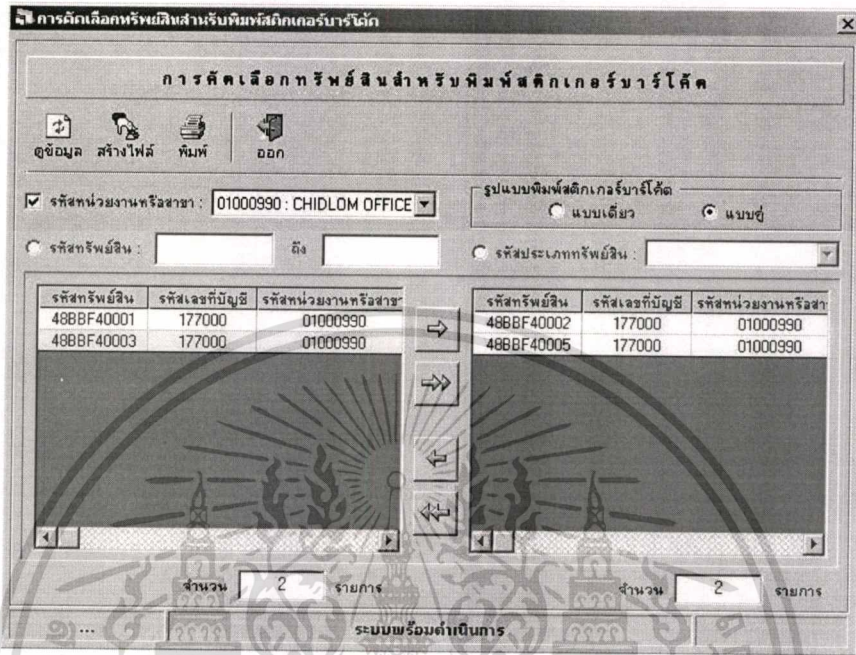 การคัดเลือกทรัพย์สินสำหรับพิมพ์สติกเกอร์บาร์โค้ด
การคัดเลือกทรัพย์สินสำหรับพิมพ์สติกเกอร์บาร์โค้ด
ดูข้อมูล สร้างไฟล์ พิมพ์ ออก
รหัสหน่วยงานหรือสาขา : 01000990 : CHIDLOM OFFICE
รูปแบบพิมพ์สติกเกอร์บาร์โค้ด
แบบเดี่ยว แบบคู่
รหัสทรัพย์สิน : ถึง รหัสประเภททรัพย์สิน :
รหัสทรัพย์สิน รหัสเลขที่บัญชี รหัสหน่วยงานหรือสาขา
48BBF40001 177000 01000990
48BBF40003 177000 01000990
รหัสทรัพย์สิน รหัสเลขที่บัญชี รหัสหน่วยงานหรือสา
48BBF40002 177000 01000990
48BBF40005 177000 01000990
จำนวน 2 รายการ จำนวน 2 รายการ
... ระบบพร้อมดำเนินการ